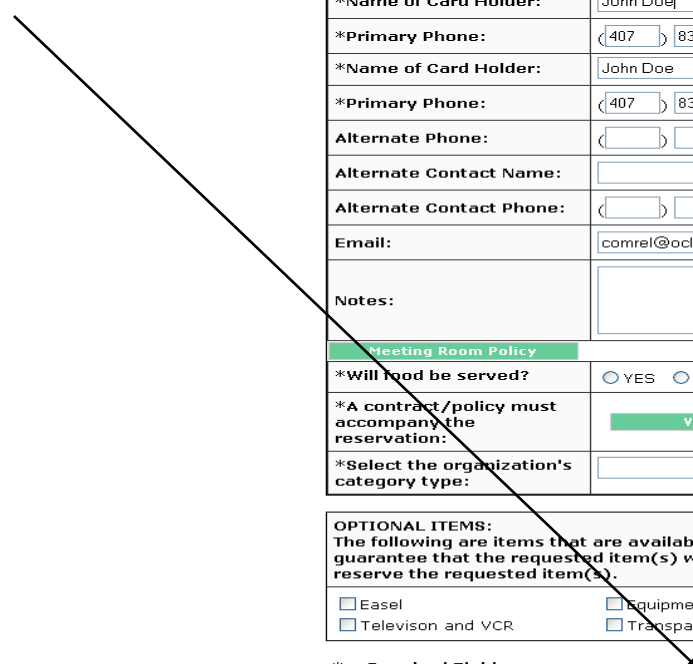 *Name of Card Holder: John Doe
*Primary Phone: (407 ) 83
*Name of Card Holder: John Doe
*Primary Phone: (407 ) 83
Alternate Phone: ( )
Alternate Contact Name:
Alternate Contact Phone: ( )
Email: comrel@ocl
Notes:
Meeting Room Policy
*Will food be served? YES
*A contract/policy must
accompany the
reservation:
V
*Select the organization's
category type:
OPTIONAL ITEMS:
The following are items that are availab
guarantee that the requested item(s) w
reserve the requested item(s).
Easel Equipme
Televison and VCR Transpa